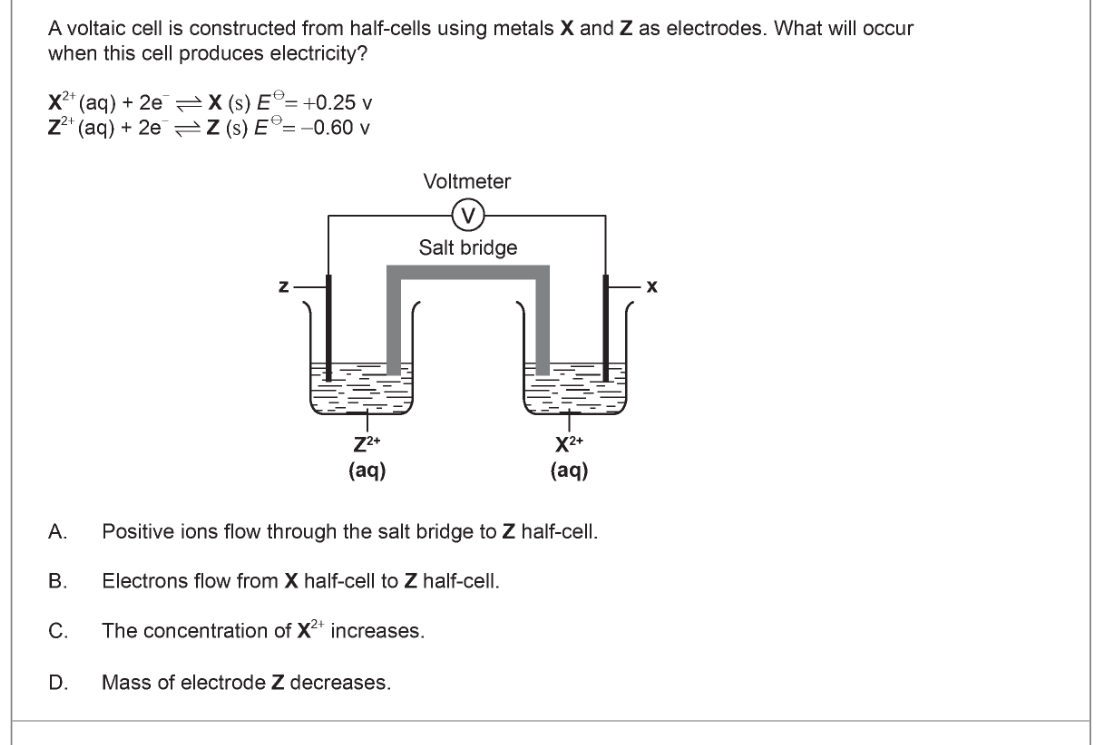 A voltaic cell is constructed from half-cells using metals X and Z as electrodes. What will occur
when this cell produces electricity?
X²⁺ (aq) + 2e⁻ ⇌ X (s) E⊖= +0.25 v
Z²⁺ (aq) + 2e⁻ ⇌ Z (s) E⊖= –0.60 v
Voltmeter
V
Salt bridge
Z
X
Z²⁺
(aq)
X²⁺
(aq)
A. Positive ions flow through the salt bridge to Z half-cell.
B. Electrons flow from X half-cell to Z half-cell.
C. The concentration of X²⁺ increases.
D. Mass of electrode Z decreases.